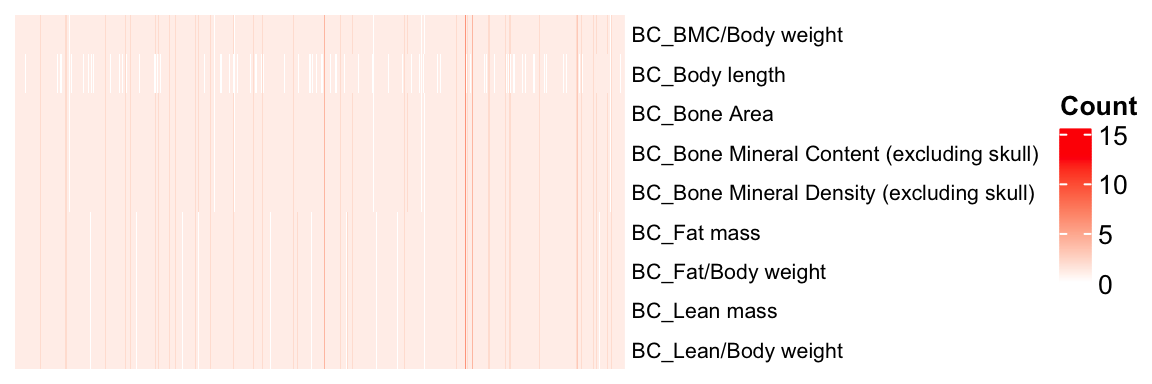 BC_BMC/Body weight
BC_Body length
BC_Bone Area
BC_Bone Mineral Content (excluding skull)
BC_Bone Mineral Density (excluding skull)
BC_Fat mass
BC_Fat/Body weight
BC_Lean mass
BC_Lean/Body weight
Count
15
10
5
0